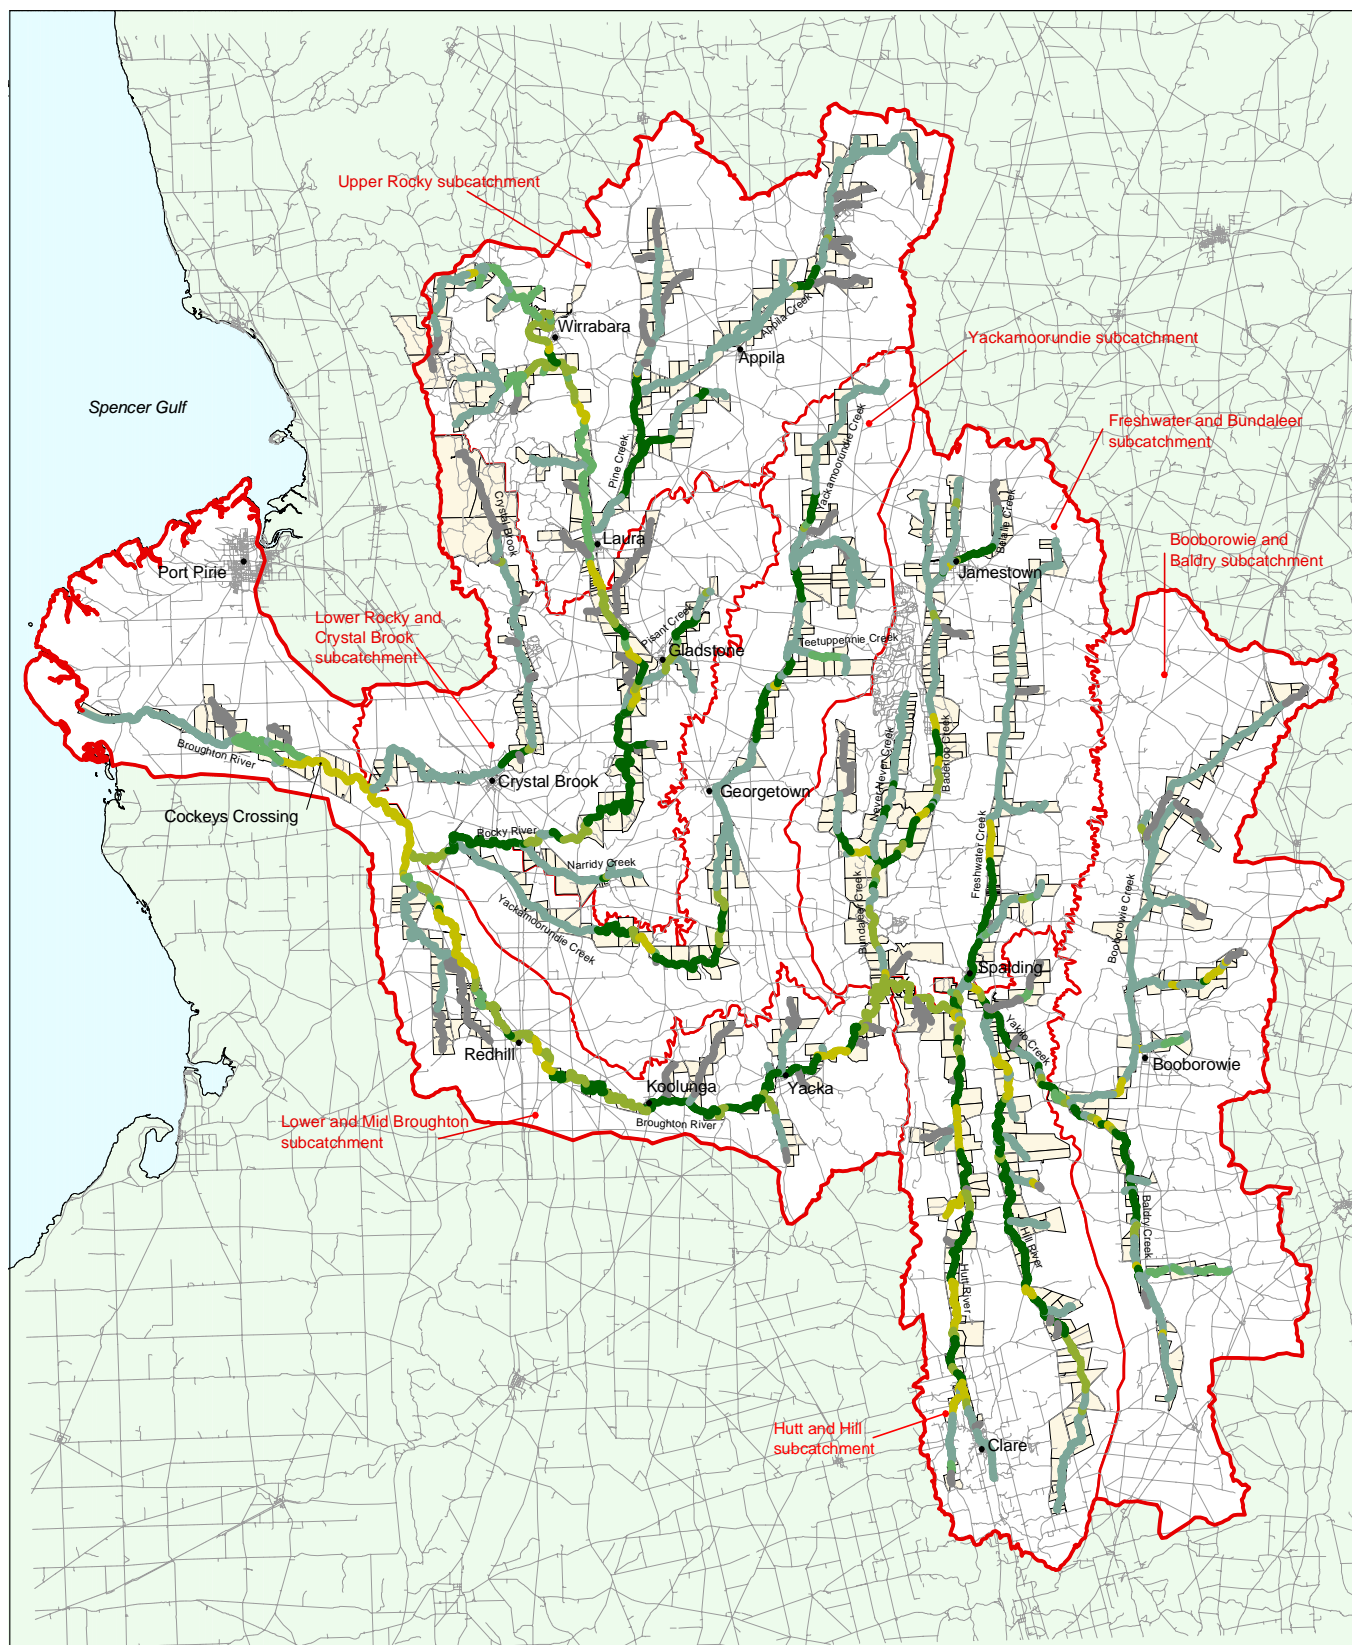 Upper Rocky subcatchment
Wirrabara
Appila Creek
Appila
Yackamoorundie subcatchment
Spencer Gulf
Freshwater and Bundaleer
subcatchment
Pine Creek
Yackamoorundie Creek
Crystal Brook
Belalie Creek
Laura
Booborowie and
Baldry subcatchment
Port Pirie
Jamestown
Lower Rocky and
Crystal Brook
subcatchment
Pisant Creek
Gladstone
Teetuppennie Creek
Broughton River
Baderloo Creek
Never Never Creek
Crystal Brook
Georgetown
Cockeys Crossing
Rocky River
Narridy Creek
Freshwater Creek
Yackamoorundie Creek
Bundaleer Creek
Booborowie Creek
Spalding
Yakilo Creek
Redhill
Booborowie
Koolunga
Yacka
Lower and Mid Broughton
subcatchment
Broughton River
Baldry Creek
Hill River
Hutt River
Hutt and Hill
subcatchment
Clare